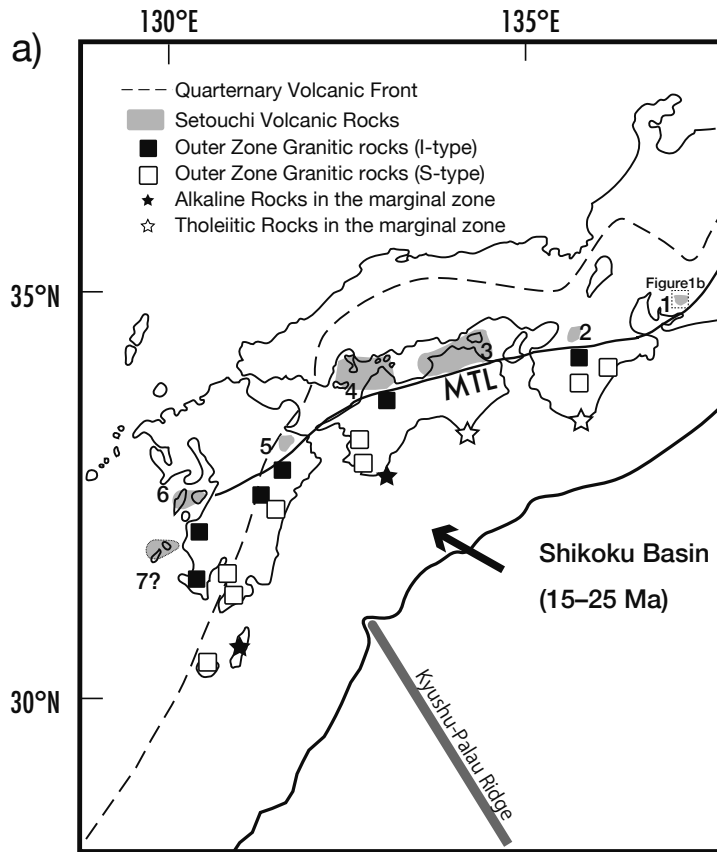 130°E
135°E
a)
Quarternary Volcanic Front
Setouchi Volcanic Rocks
Outer Zone Granitic rocks (I-type)
Outer Zone Granitic rocks (S-type)
Alkaline Rocks in the marginal zone
Tholeiitic Rocks in the marginal zone
35°N
Figure1b
1
2
3
MTL
4
5
6
7?
Shikoku Basin
(15–25 Ma)
30°N
Kyushu-Palau Ridge